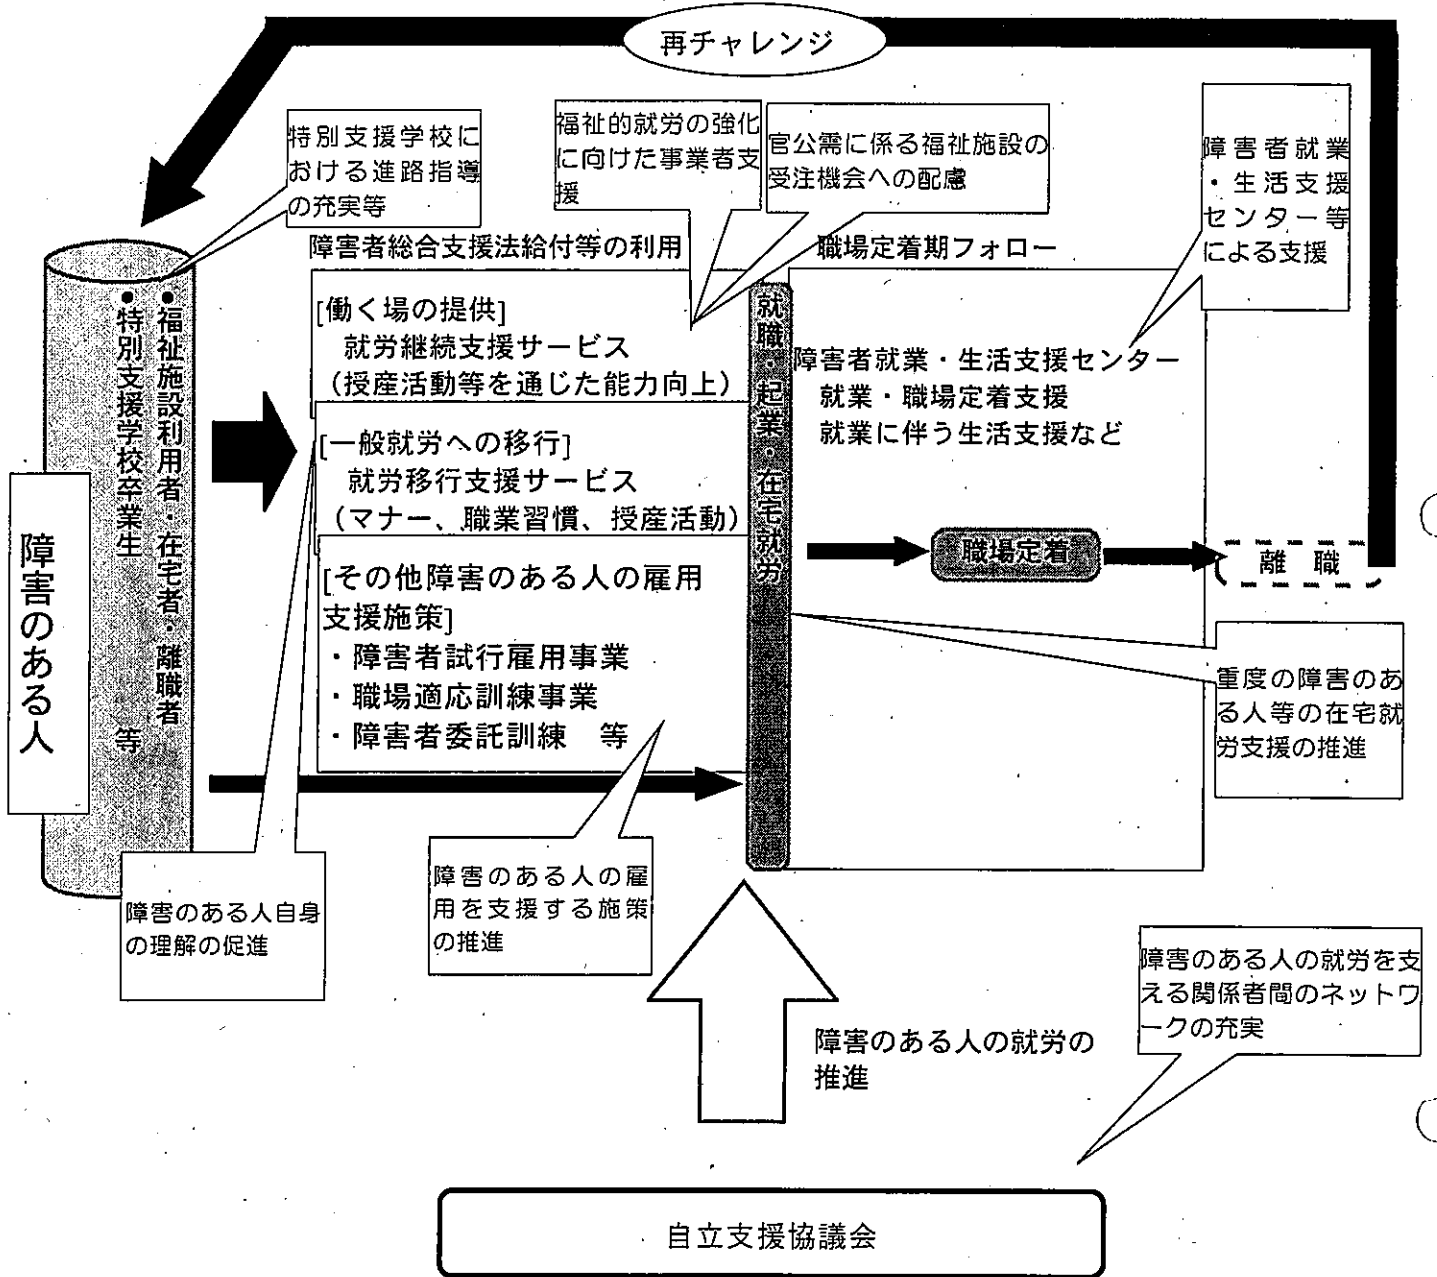 再チャレンジ
特別支援学校に
おける進路指導
の充実等
福祉的就労の強化
に向けた事業者支
援
官公需に係る福祉施設の
受注機会への配慮
障害者就業
・生活支援
センター等
による支援
障害者総合支援法給付等の利用
職場定着期フォロー
障害のある人
●福祉施設利用者・在宅者・離職者
●特別支援学校卒業生　等
[働く場の提供]
就労継続支援サービス
（授産活動等を通じた能力向上）
[一般就労への移行]
就労移行支援サービス
（マナー、職業習慣、授産活動）
[その他障害のある人の雇用
支援施策]
・障害者試行雇用事業
・職場適応訓練事業
・障害者委託訓練　等
就職・起業・在宅就労
障害者就業・生活支援センター
就業・職場定着支援
就業に伴う生活支援など
職場定着
離職
重度の障害のあ
る人等の在宅就
労支援の推進
障害のある人自身
の理解の促進
障害のある人の雇
用を支援する施策
の推進
障害のある人の就労を支
える関係者間のネットワ
ークの充実
障害のある人の就労の
推進
自立支援協議会